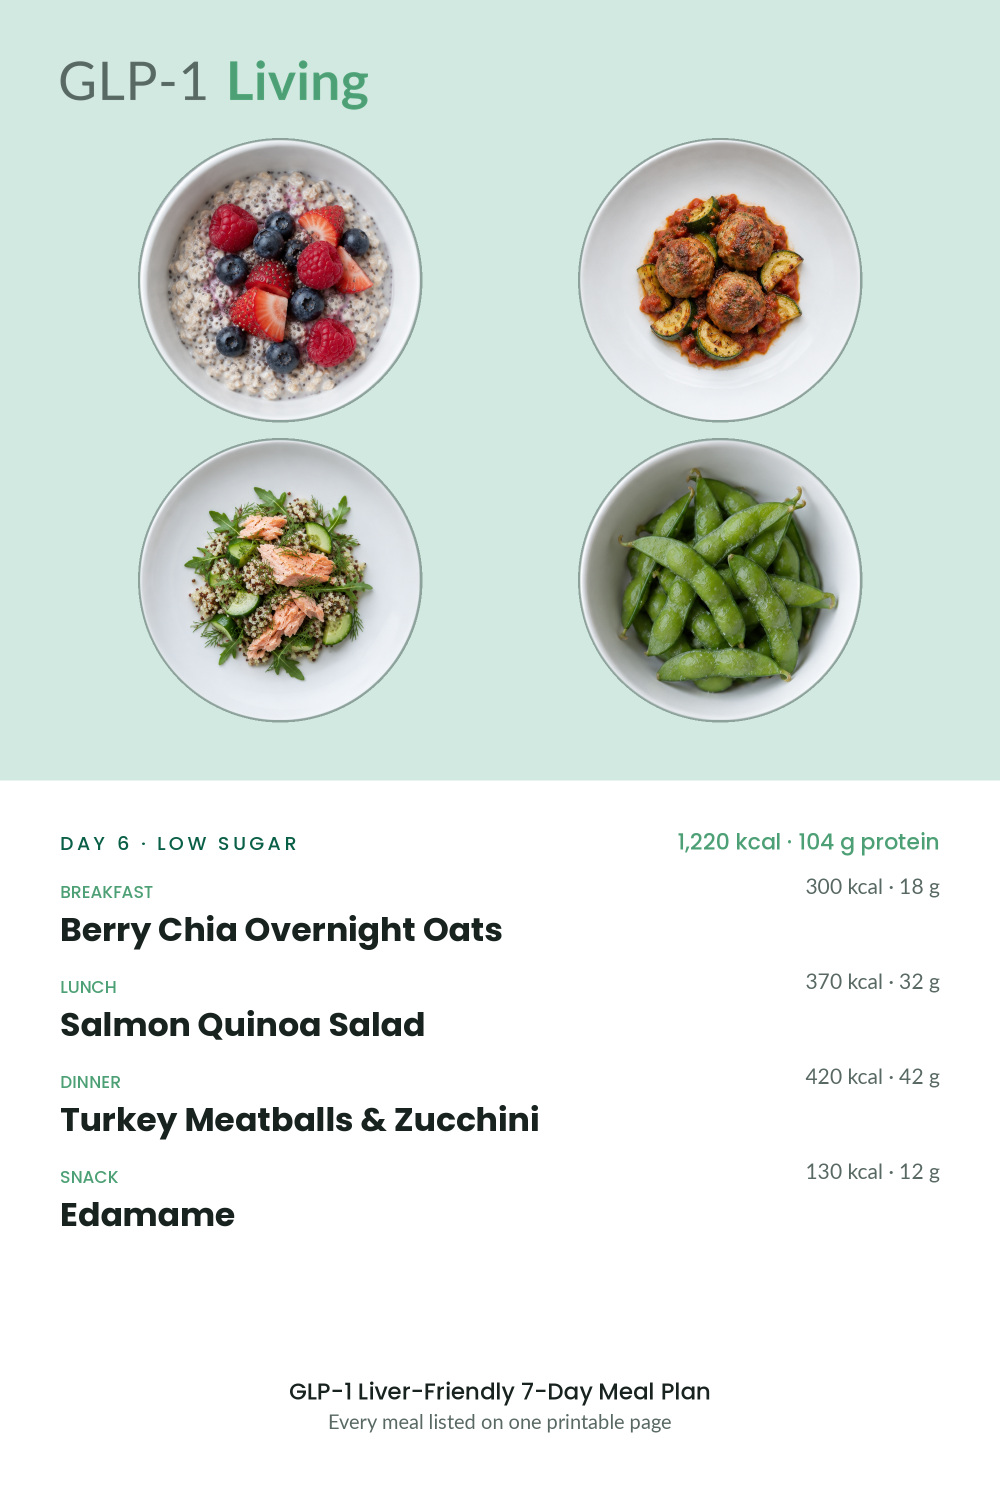 GLP-1 Living
DAY 6 · LOW SUGAR
1,220 kcal · 104 g protein
BREAKFAST
300 kcal · 18 g
Berry Chia Overnight Oats
LUNCH
370 kcal · 32 g
Salmon Quinoa Salad
DINNER
420 kcal · 42 g
Turkey Meatballs & Zucchini
SNACK
130 kcal · 12 g
Edamame
GLP-1 Liver-Friendly 7-Day Meal Plan
Every meal listed on one printable page